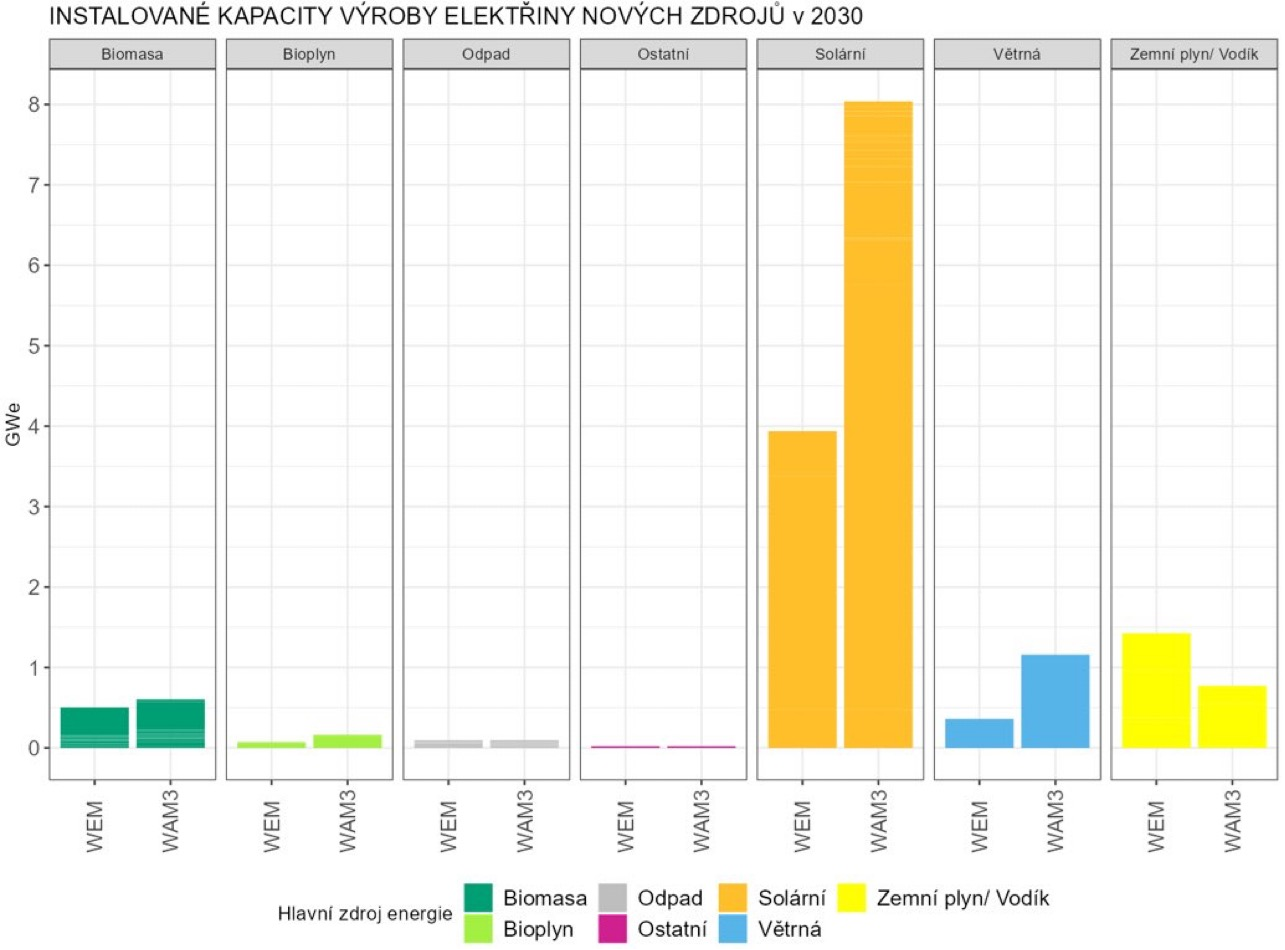 INSTALOVANÉ KAPACITY VÝROBY ELEKTŘINY NOVÝCH ZDROJŮ v 2030
Biomasa
Bioplyn
Odpad
Ostatní
Solární
Větrná
Zemní plyn/ Vodík
GWe
8
7
6
5
4
3
2
1
0
WEM
WAM3
WEM
WAM3
WEM
WAM3
WEM
WAM3
WEM
WAM3
WEM
WAM3
WEM
WAM3
Hlavní zdroj energie
Biomasa
Bioplyn
Odpad
Ostatní
Solární
Větrná
Zemní plyn/ Vodík